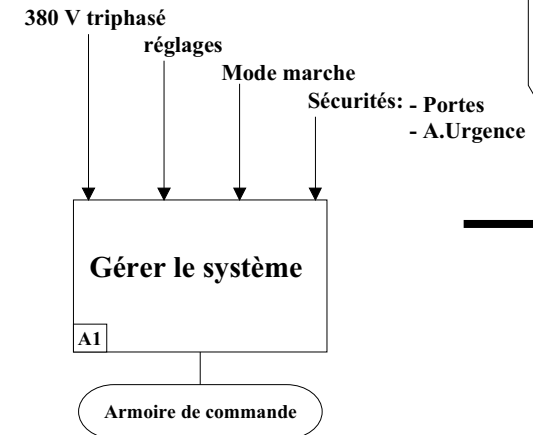 380 V triphasé
réglages
Mode marche
Sécurités: - Portes
- A.Urgence
Gérer le système
A1
Armoire de commande